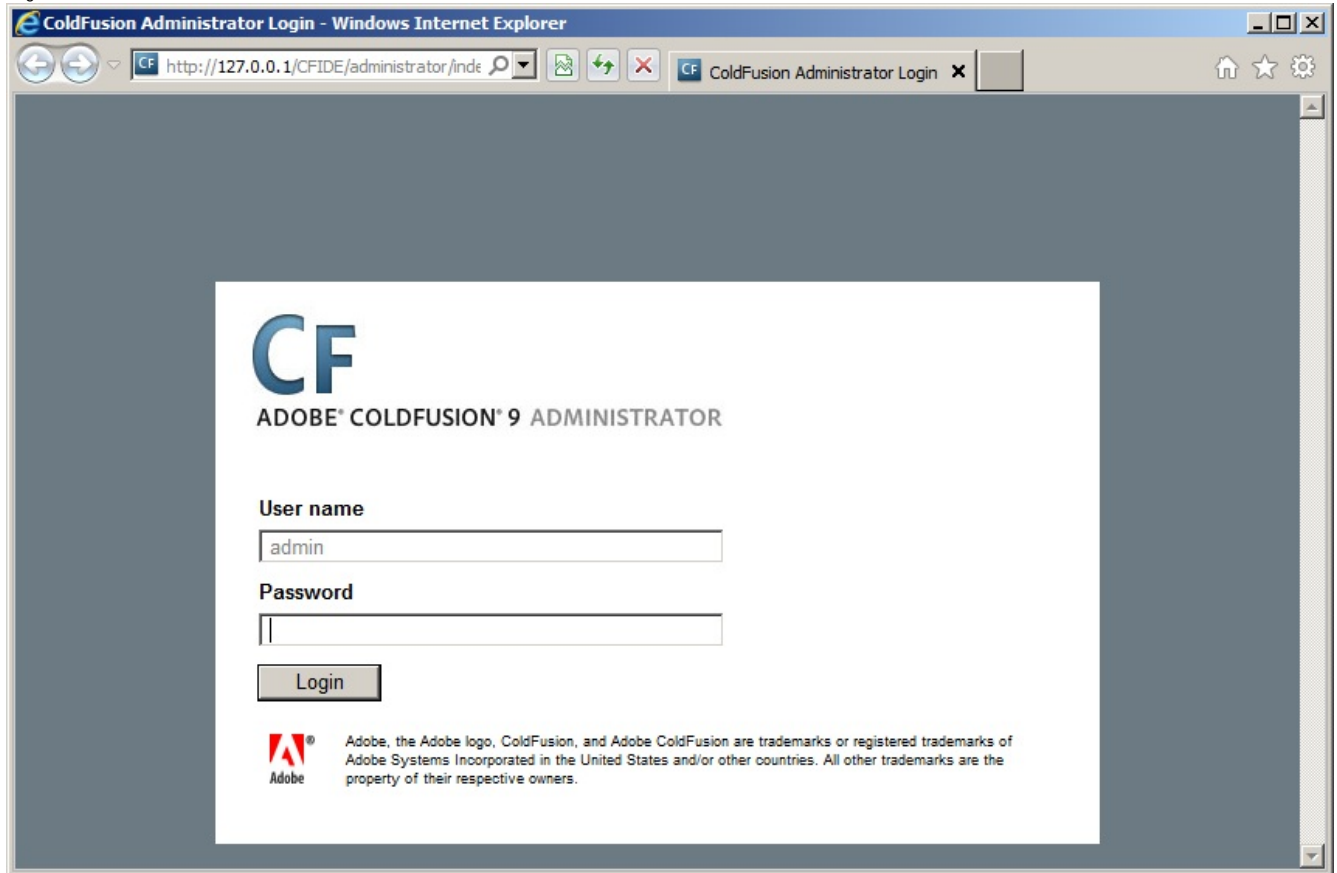 ColdFusion Administrator Login - Windows Internet Explorer
CF http://127.0.0.1/CFIDE/administrator/inde
CF ColdFusion Administrator Login
CF
ADOBE® COLDFUSION® 9 ADMINISTRATOR
User name
admin
Password
Login
Adobe, the Adobe logo, ColdFusion, and Adobe ColdFusion are trademarks or registered trademarks of
Adobe Systems Incorporated in the United States and/or other countries. All other trademarks are the
property of their respective owners.
Adobe ®